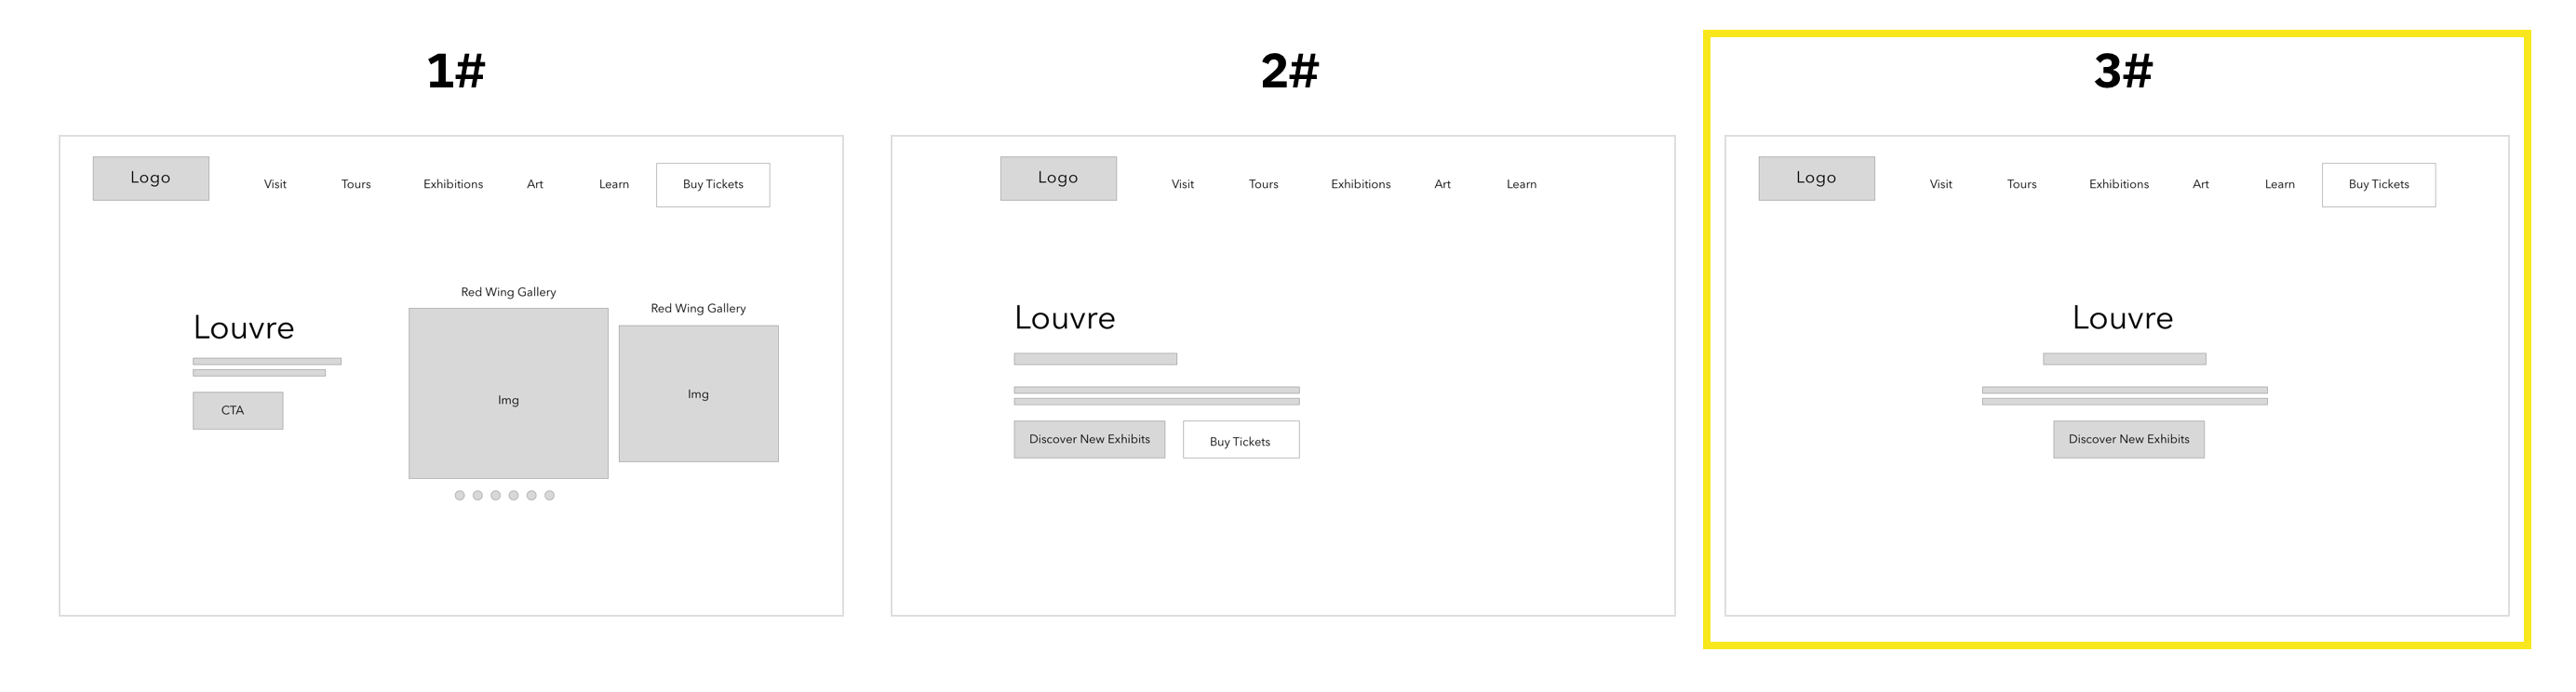 1#
Logo
Visit Tours Exhibitions Art Learn Buy Tickets
Red Wing Gallery
Red Wing Gallery
Louvre
CTA
Img
Img
2#
Logo
Visit Tours Exhibitions Art Learn
Louvre
Discover New Exhibits Buy Tickets
3#
Logo
Visit Tours Exhibitions Art Learn Buy Tickets
Louvre
Discover New Exhibits